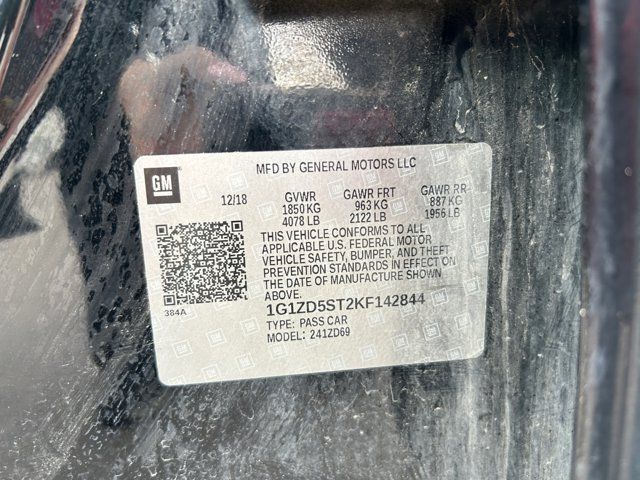 MFD BY GENERAL MOTORS LLC
GM
12/18 GVWR GAWR FRT GAWR RR
1850 KG 963 KG 887 KG
4078 LB 2122 LB 1956 LB
THIS VEHICLE CONFORMS TO ALL
APPLICABLE U.S. FEDERAL MOTOR
VEHICLE SAFETY, BUMPER, AND THEFT
PREVENTION STANDARDS IN EFFECT ON
THE DATE OF MANUFACTURE SHOWN
ABOVE.
384A
1G1ZD5ST2KF142844
TYPE: PASS CAR
MODEL: 241ZD69